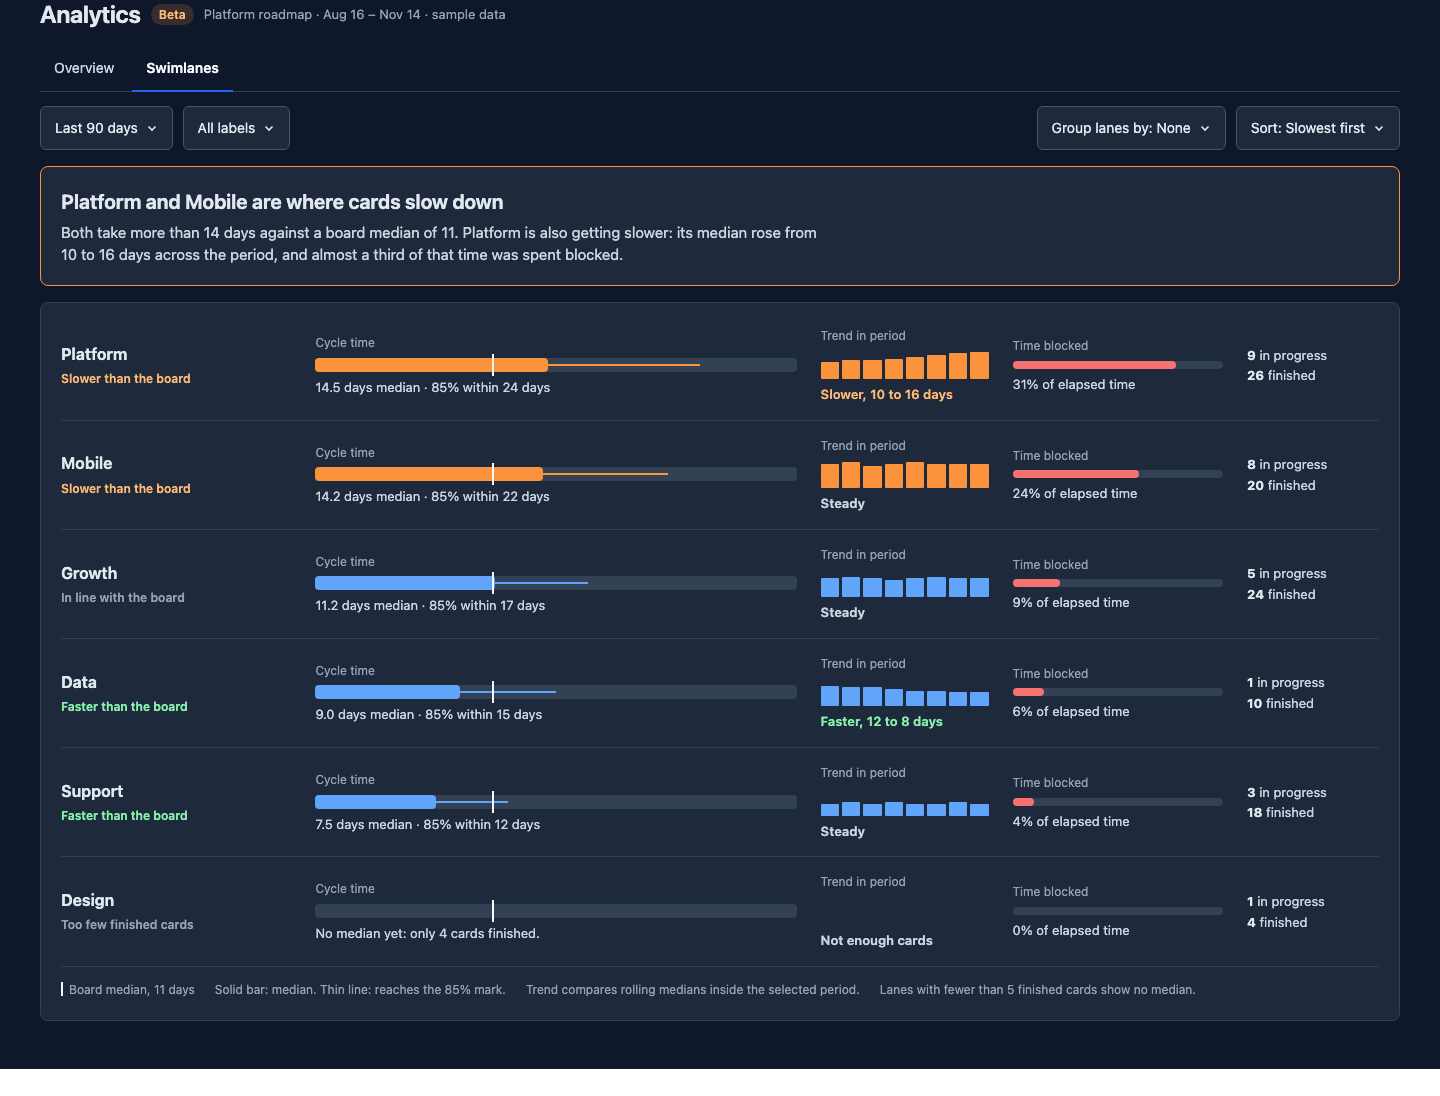 Analytics
Beta
Platform roadmap · Aug 16 – Nov 14 · sample data
Overview
Swimlanes
Last 90 days
All labels
Group lanes by: None
Sort: Slowest first
Platform and Mobile are where cards slow down
Both take more than 14 days against a board median of 11. Platform is also getting slower: its median rose from
10 to 16 days across the period, and almost a third of that time was spent blocked.
Platform
Slower than the board
Cycle time
14.5 days median · 85% within 24 days
Trend in period
Slower, 10 to 16 days
Time blocked
31% of elapsed time
9 in progress
26 finished
Mobile
Slower than the board
Cycle time
14.2 days median · 85% within 22 days
Trend in period
Steady
Time blocked
24% of elapsed time
8 in progress
20 finished
Growth
In line with the board
Cycle time
11.2 days median · 85% within 17 days
Trend in period
Steady
Time blocked
9% of elapsed time
5 in progress
24 finished
Data
Faster than the board
Cycle time
9.0 days median · 85% within 15 days
Trend in period
Faster, 12 to 8 days
Time blocked
6% of elapsed time
1 in progress
10 finished
Support
Faster than the board
Cycle time
7.5 days median · 85% within 12 days
Trend in period
Steady
Time blocked
4% of elapsed time
3 in progress
18 finished
Design
Too few finished cards
Cycle time
No median yet: only 4 cards finished.
Trend in period
Not enough cards
Time blocked
0% of elapsed time
1 in progress
4 finished
Board median, 11 days
Solid bar: median. Thin line: reaches the 85% mark.
Trend compares rolling medians inside the selected period.
Lanes with fewer than 5 finished cards show no median.